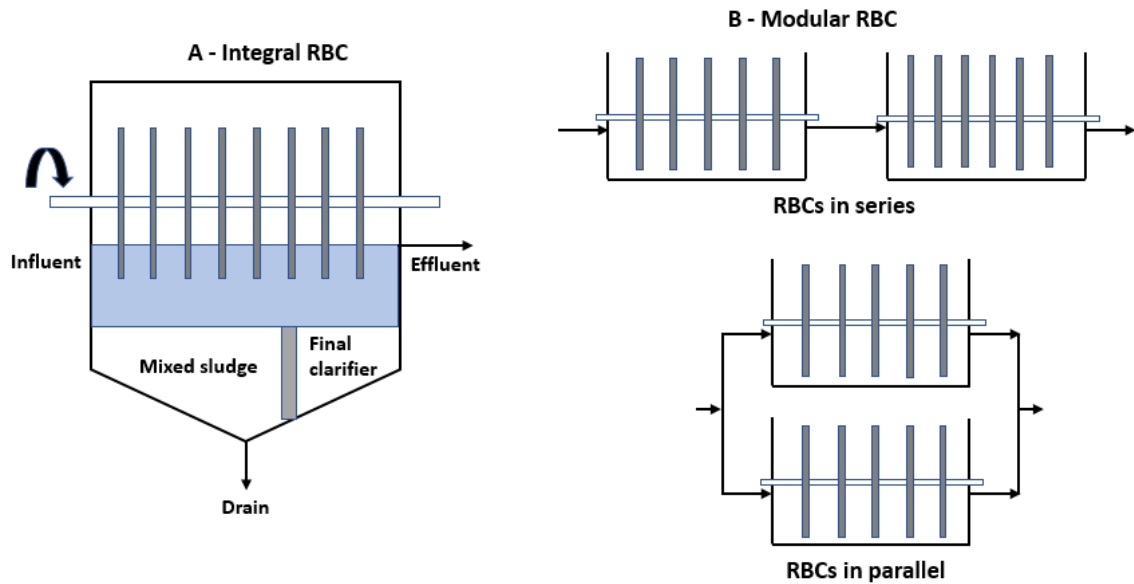 A - Integral RBC
Influent
Effluent
Mixed sludge
Final
clarifier
Drain
B - Modular RBC
RBCs in series
RBCs in parallel